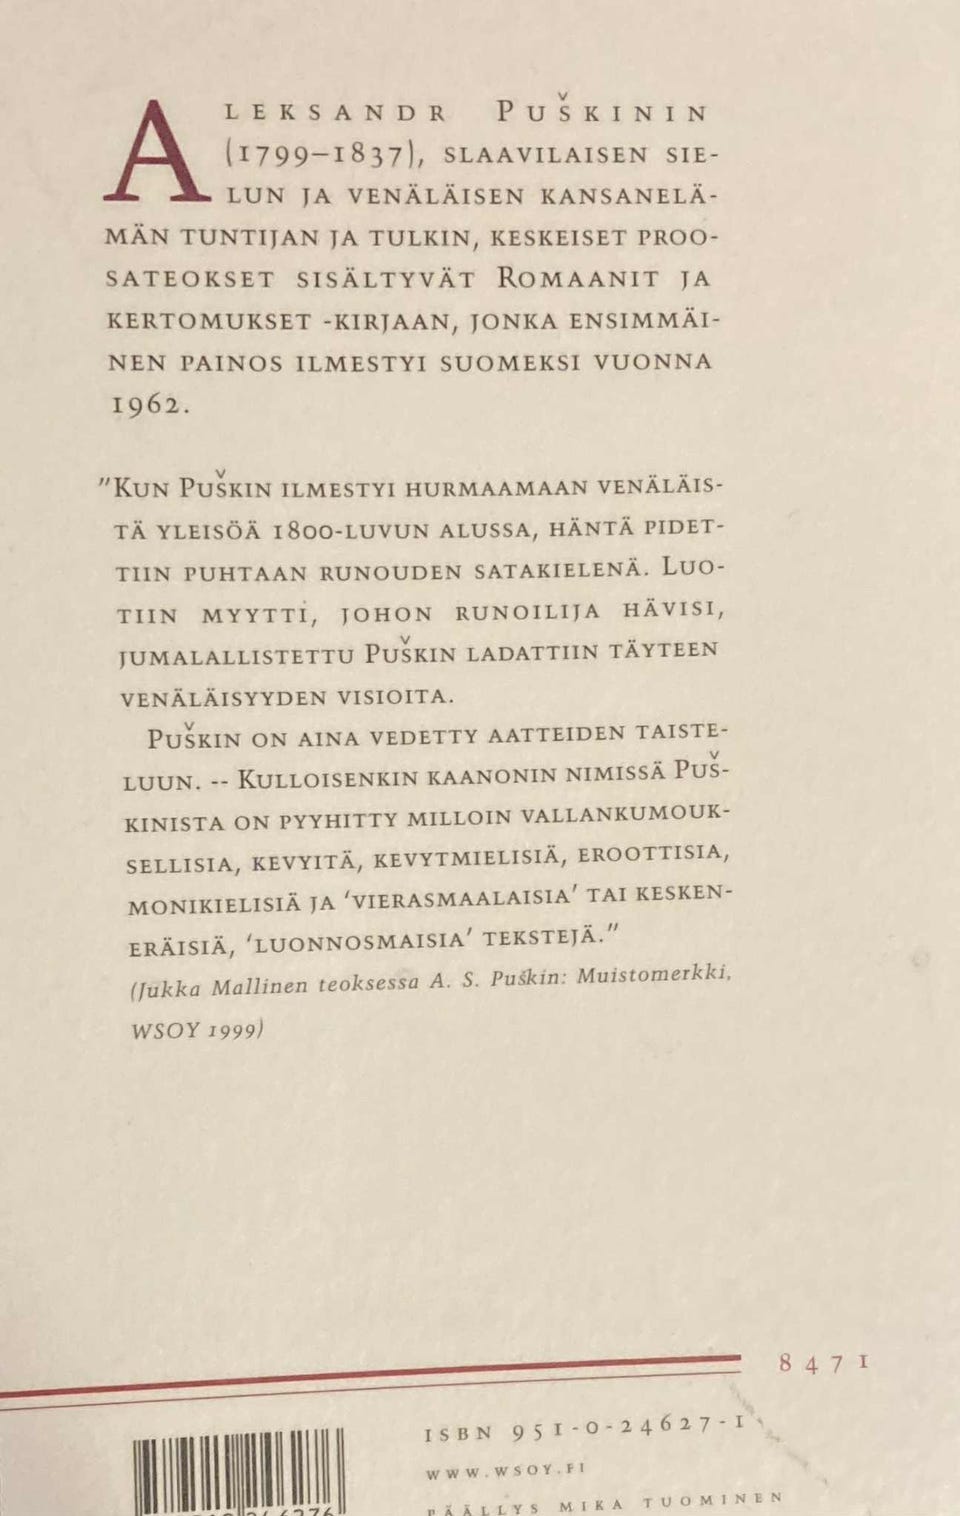 ALEKSANDR PUŠKININ
(1799–1837), SLAAVILAISEN SIE-
LUN JA VENÄLÄISEN KANSANELÄ-
MÄN TUNTIJAN JA TULKIN, KESKEISET PROO-
SATEOKSET SISÄLTYVÄT ROMAANIT JA
KERTOMUKSET -KIRJAAN, JONKA ENSIMMÄI-
NEN PAINOS ILMESTYI SUOMEKSI VUONNA
1962.
"KUN PUŠKIN ILMESTYI HURMAAMAAN VENÄLÄIS-
TÄ YLEISÖÄ 1800-LUVUN ALUSSA, HÄNTÄ PIDET-
TIIN PUHTAAN RUNOUDEN SATAKIELENÄ. LUO-
TIIN MYYTTI, JOHON RUNOILIJA HÄVISI,
JUMALALLISTETTU PUŠKIN LADATTIIN TÄYTEEN
VENÄLÄISYYDEN VISIOITA.
PUŠKIN ON AINA VEDETTY AATTEIDEN TAISTE-
LUUN. -- KULLOISENKIN KAANONIN NIMISSÄ PUŠ-
KINISTA ON PYYHITTY MILLOIN VALLANKUMOUK-
SELLISIA, KEVYITÄ, KEVYTMIELISIÄ, EROOTTISIA,
MONIKIELISIÄ JA 'VIERASMAALAISIA' TAI KESKEN-
ERÄISIÄ, 'LUONNOSMAISIA' TEKSTEJÄ."
(Jukka Mallinen teoksessa A. S. Puškin: Muistomerkki,
WSOY 1999)
8471
ISBN 951-0-24627-1
WWW.WSOY.FI
PÄÄLLYS MIKA TUOMINEN